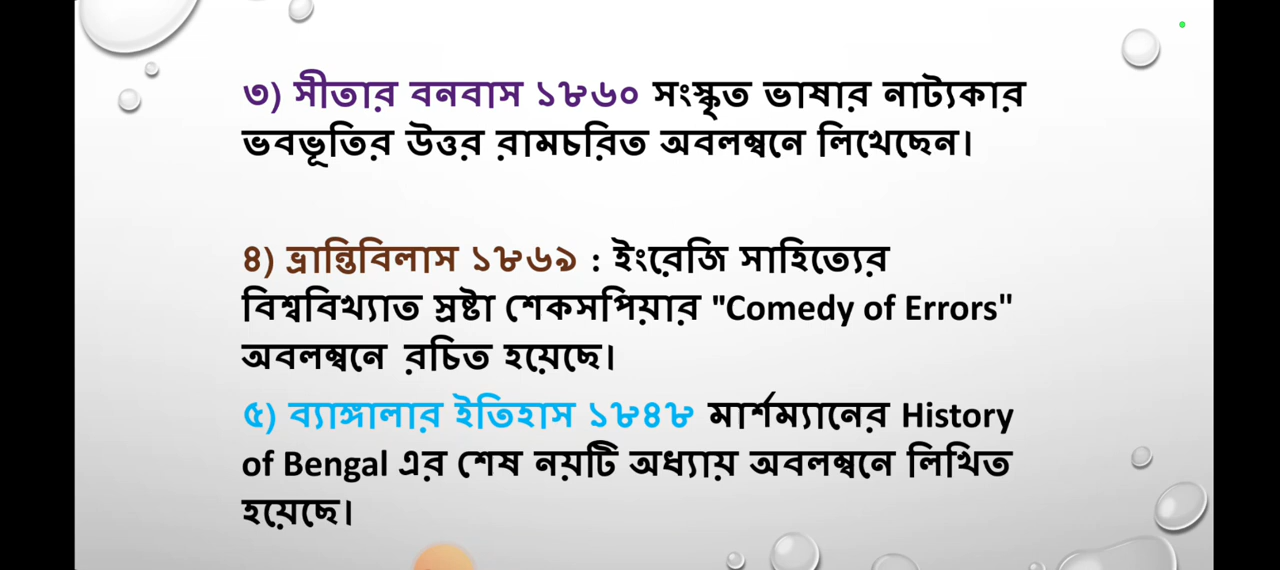 ৩) সীতার বনবাস ১৮৬০ সংস্কৃত ভাষার নাট্যকার
ভবভূতির উত্তর রামচরিত অবলম্বনে লিখেছেন।
৪) ভ্রান্তিবিলাস ১৮৬৯ : ইংরেজি সাহিত্যের
বিশ্ববিখ্যাত স্রষ্টা শেকসপিয়ার "Comedy of Errors"
অবলম্বনে রচিত হয়েছে।
৫) ব্যাঙ্গালার ইতিহাস ১৮৪৮ মার্শম্যানের History
of Bengal এর শেষ নয়টি অধ্যায় অবলম্বনে লিখিত
হয়েছে।